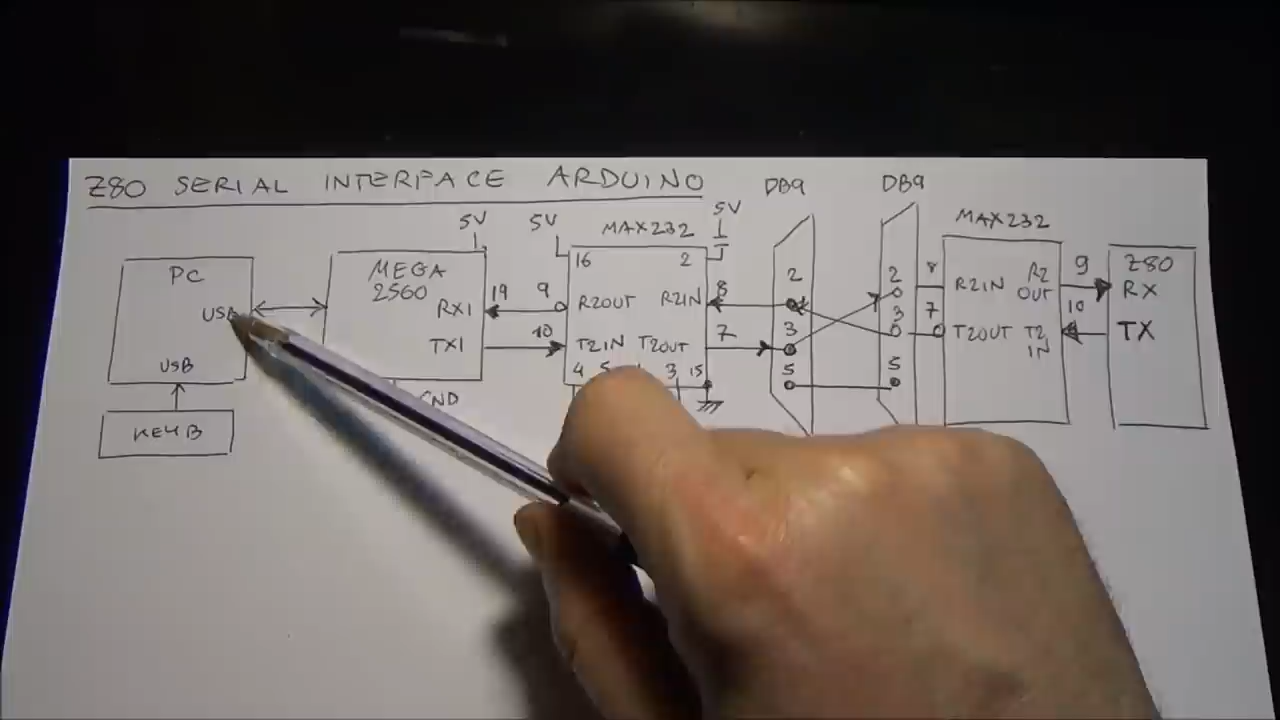 Z80 SERIAL INTERFACE ARDUINO
PC
USB
USB
KEYB
5V
MEGA
2560
RX1
TX1
GND
19
5V
9
10
MAX232
16
2
R2OUT
R2IN
T2IN
T2OUT
4
5
3
15
5V
8
7
DB9
2
3
5
DB9
2
3
5
8
7
MAX232
R2IN
R2
OUT
T2OUT
T2
IN
9
10
Z80
RX
TX